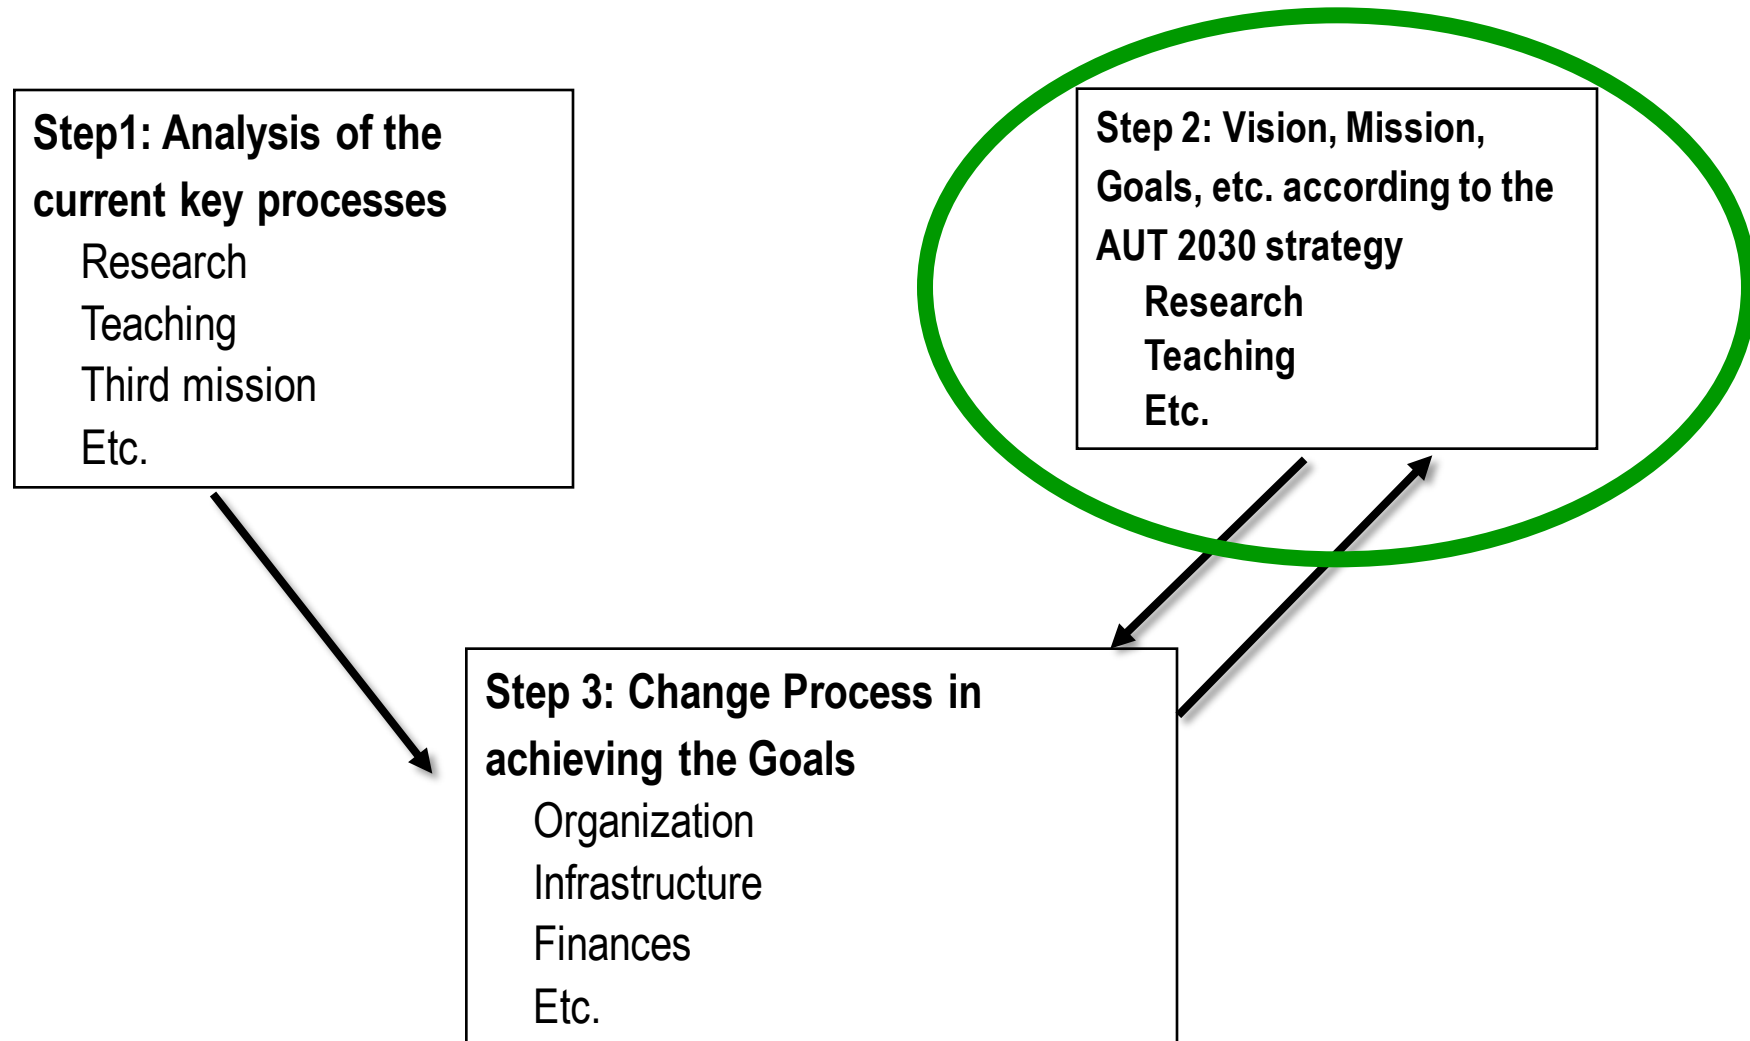 Step1: Analysis of the
current key processes
Research
Teaching
Third mission
Etc.
Step 2: Vision, Mission,
Goals, etc. according to the
AUT 2030 strategy
Research
Teaching
Etc.
Step 3: Change Process in
achieving the Goals
Organization
Infrastructure
Finances
Etc.